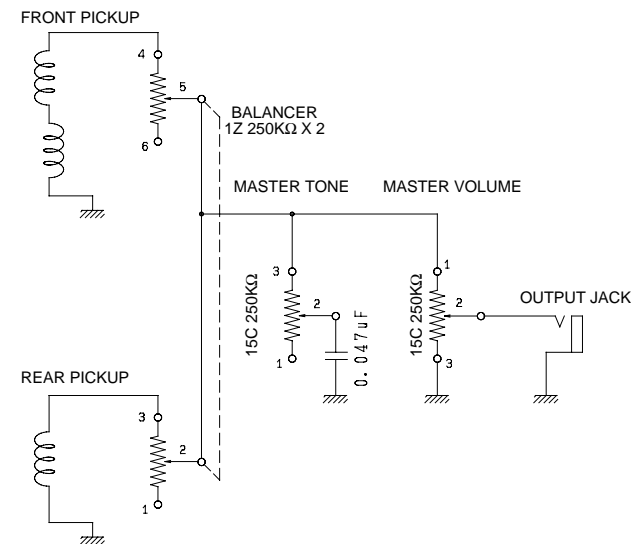 FRONT PICKUP
4
5
6
BALANCER
1Z 250KΩ X 2
MASTER TONE
MASTER VOLUME
3
2
1
15C 250KΩ
0.047uF
1
2
3
15C 250KΩ
OUTPUT JACK
REAR PICKUP
3
2
1